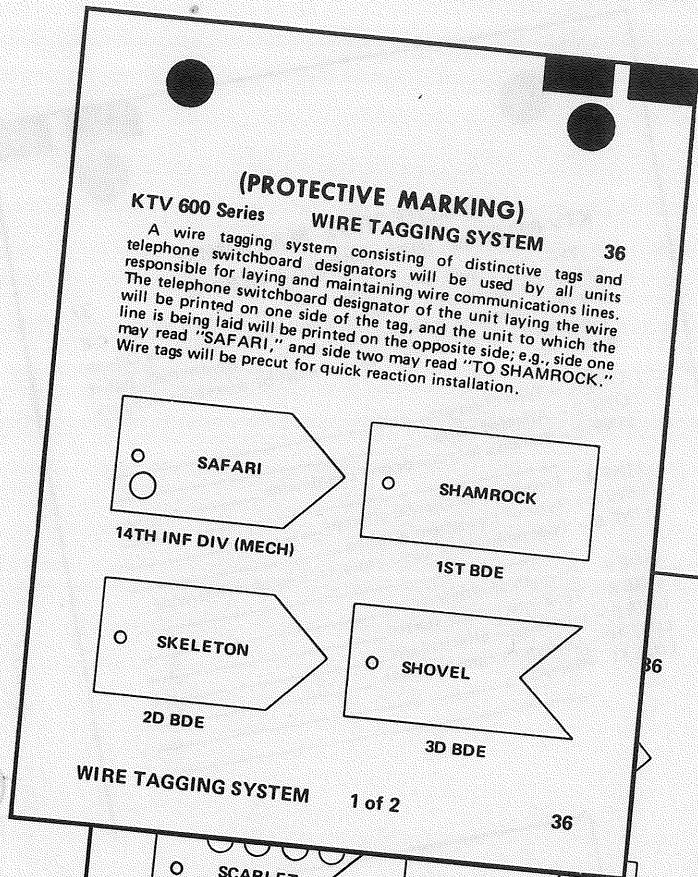 (PROTECTIVE MARKING)
KTV 600 Series WIRE TAGGING SYSTEM 36
A wire tagging system consisting of distinctive tags and
telephone switchboard designators will be used by all units
responsible for laying and maintaining wire communications lines.
The telephone switchboard designator of the unit laying the wire
will be printed on one side of the tag, and the unit to which the
line is being laid will be printed on the opposite side; e.g., side one
may read "SAFARI," and side two may read "TO SHAMROCK."
Wire tags will be precut for quick reaction installation.
SAFARI
SHAMROCK
14TH INF DIV (MECH)
1ST BDE
SKELETON
SHOVEL
36
2D BDE
3D BDE
WIRE TAGGING SYSTEM 1 of 2 36
SCARLET